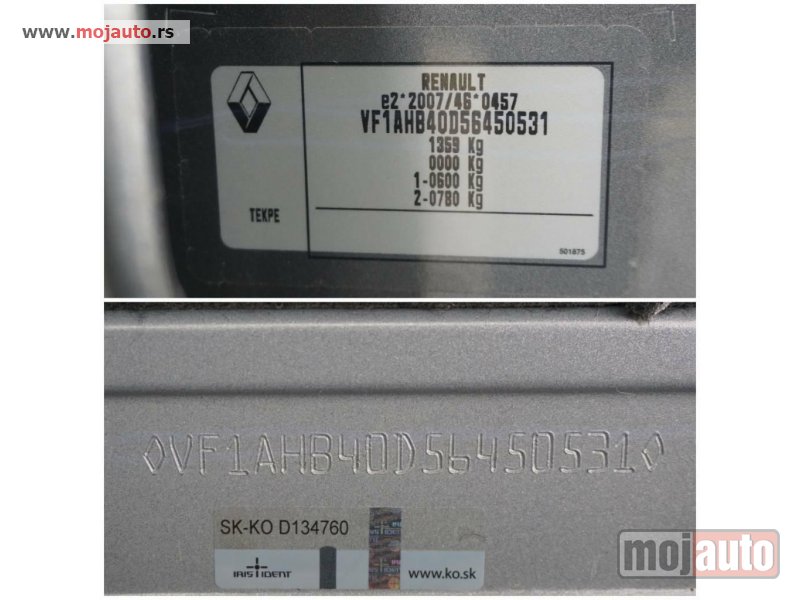 www.mojauto.rs
RENAULT
e2*2007/46*0457
VF1AHB40D56450531
1359 Kg
0000 Kg
1-0600 Kg
2-0780 Kg
TEKPE
501875
◊VF1AHB40D56450531◊
SK-KO D134760
IRIS IDENT
www.ko.sk
mojauto